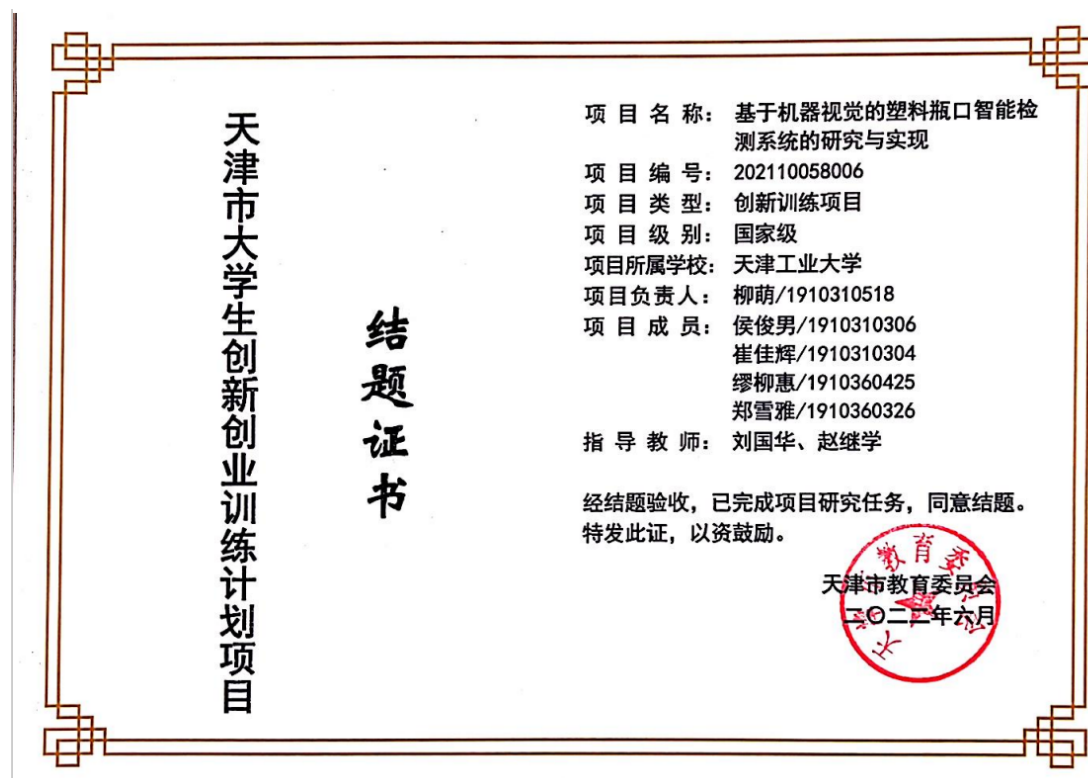 天津市大学生创新创业训练计划项目
结题证书
项目名称：基于机器视觉的塑料瓶口智能检
测系统的研究与实现
项目编号：202110058006
项目类型：创新训练项目
项目级别：国家级
项目所属学校：天津工业大学
项目负责人：柳萌/1910310518
项目成员：侯俊男/1910310306
崔佳辉/1910310304
缪柳惠/1910360425
郑雪雅/1910360326
指导教师：刘国华、赵继学
经结题验收，已完成项目研究任务，同意结题。
特发此证，以资鼓励。
天津市教育委员会
二〇二二年六月
天津市教育委员会